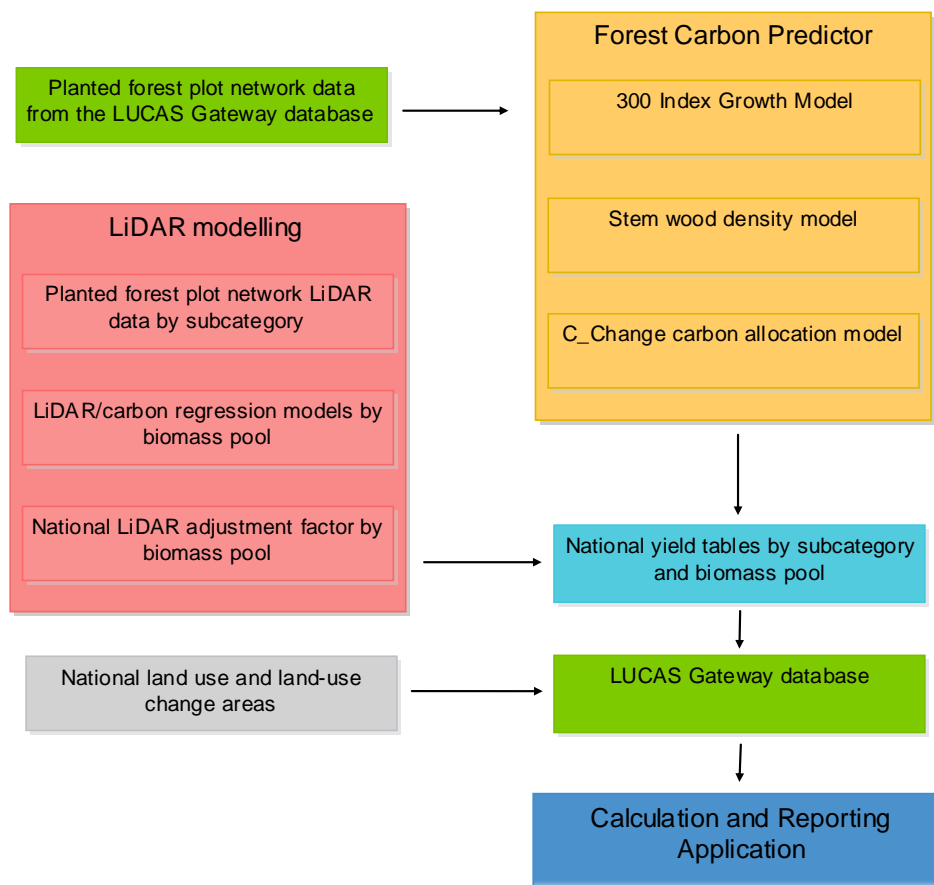 Planted forest plot network data
from the LUCAS Gateway database
Forest Carbon Predictor
300 Index Growth Model
Stem wood density model
C_Change carbon allocation model
LiDAR modelling
Planted forest plot network LiDAR
data by subcategory
LiDAR/carbon regression models by
biomass pool
National LiDAR adjustment factor by
biomass pool
National yield tables by subcategory
and biomass pool
National land use and land-use
change areas
LUCAS Gateway database
Calculation and Reporting
Application